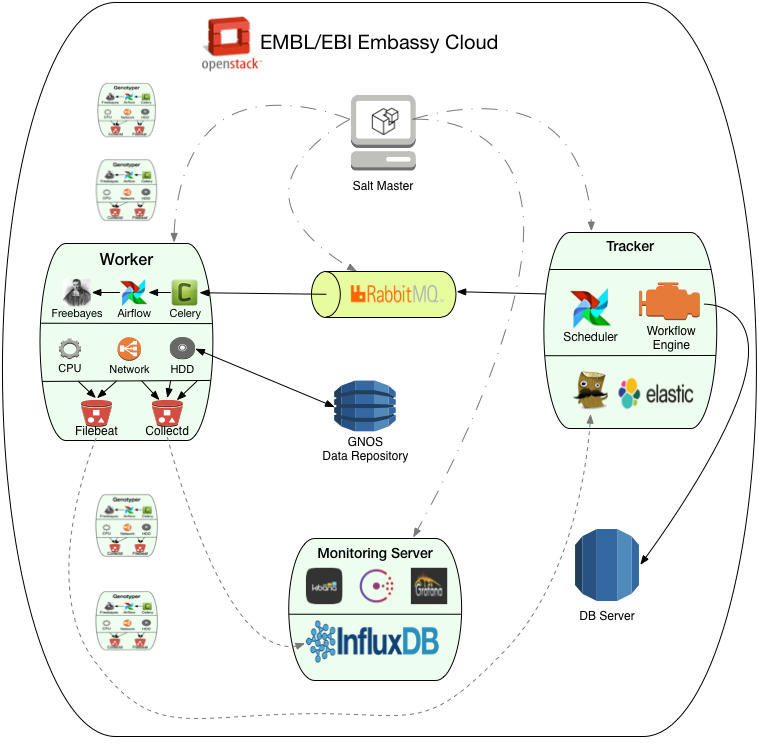 openstack™
EMBL/EBI Embassy Cloud
Genotyper
Freebayes Airflow Celery
CPU Network HDD
Collectd Filebeat
Salt Master
Genotyper
Freebayes Airflow Celery
CPU Network HDD
Collectd Filebeat
Worker
Freebayes Airflow Celery
CPU Network HDD
Filebeat Collectd
RabbitMQ
Tracker
Scheduler
Workflow
Engine
elastic
GNOS
Data Repository
Genotyper
Freebayes Airflow Celery
CPU Network HDD
Collectd Filebeat
Monitoring Server
kibana
Grafana
InfluxDB
DB Server
Genotyper
Freebayes Airflow Celery
CPU Network HDD
Collectd Filebeat